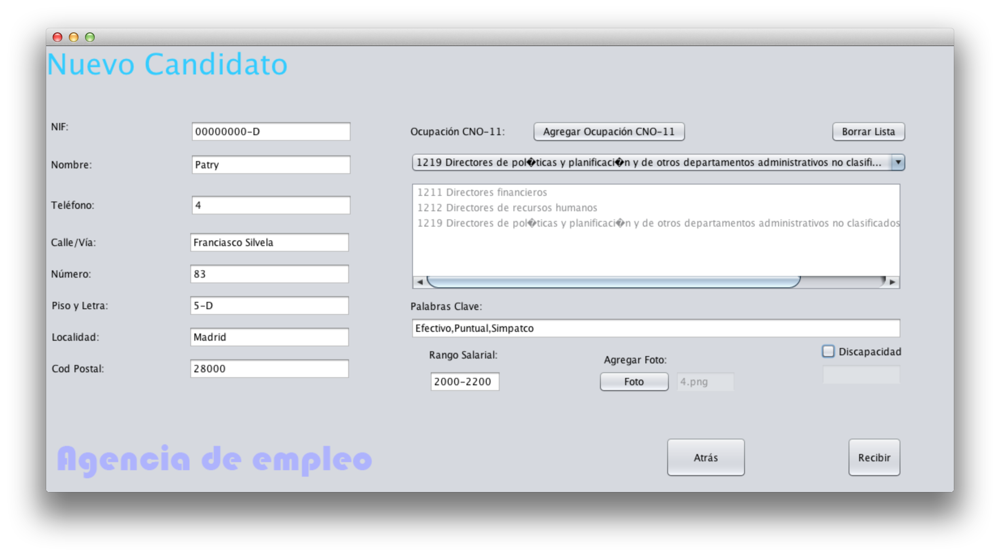 Nuevo Candidato
NIF:
00000000-D
Nombre:
Patry
Teléfono:
4
Calle/Vía:
Franciasco Silvela
Número:
83
Piso y Letra:
5-D
Localidad:
Madrid
Cod Postal:
28000
Ocupación CNO-11:
Agregar Ocupación CNO-11
Borrar Lista
1219 Directores de pol�ticas y planificaci�n y de otros departamentos administrativos no clasifi...
1211 Directores financieros
1212 Directores de recursos humanos
1219 Directores de pol�ticas y planificaci�n y de otros departamentos administrativos no clasificados
Palabras Clave:
Efectivo,Puntual,Simpatco
Rango Salarial:
2000-2200
Agregar Foto:
Foto
4.png
Discapacidad
Agencia de empleo
Atrás
Recibir